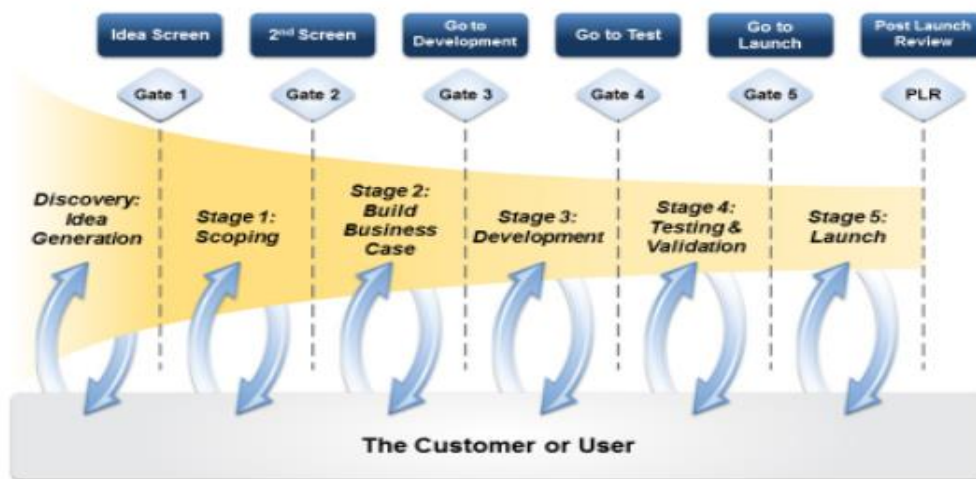 Idea Screen
2nd Screen
Go to
Development
Go to Test
Go to
Launch
Post Launch
Review
Gate 1
Gate 2
Gate 3
Gate 4
Gate 5
PLR
Discovery:
Idea
Generation
Stage 1:
Scoping
Stage 2:
Build
Business
Case
Stage 3:
Development
Stage 4:
Testing &
Validation
Stage 5:
Launch
The Customer or User